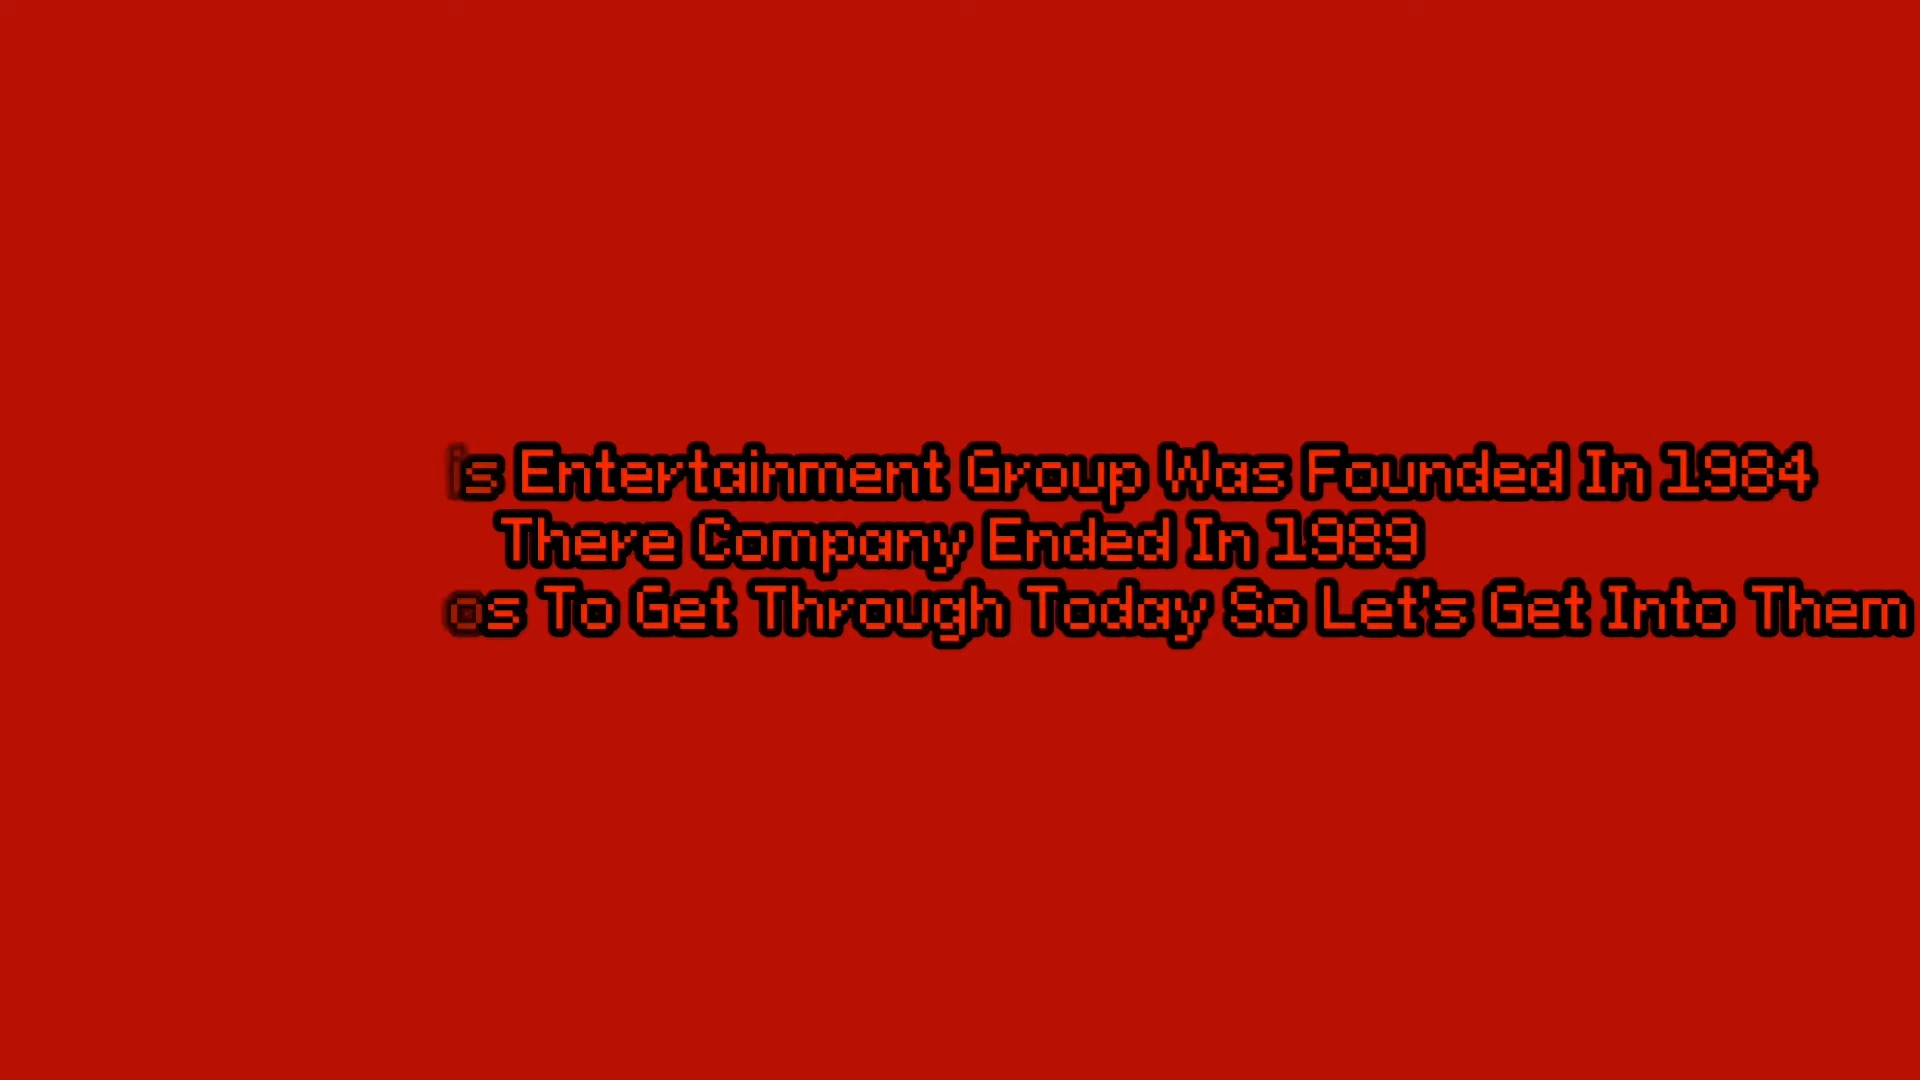 is Entertainment Group Was Founded In 1984
There Company Ended In 1989
os To Get Through Today So Let's Get Into Them